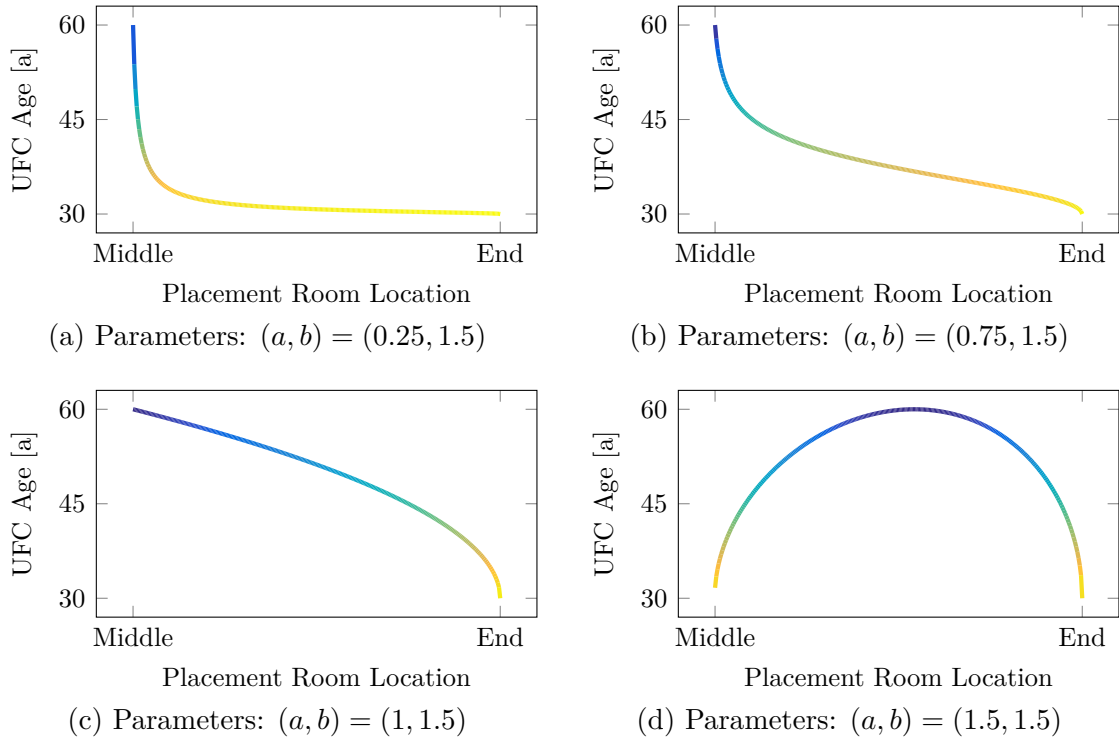 60
45
30
UFC Age [a]
Middle
End
Placement Room Location
(a) Parameters: (a, b) = (0.25, 1.5)
60
45
30
UFC Age [a]
Middle
End
Placement Room Location
(b) Parameters: (a, b) = (0.75, 1.5)
60
45
30
UFC Age [a]
Middle
End
Placement Room Location
(c) Parameters: (a, b) = (1, 1.5)
60
45
30
UFC Age [a]
Middle
End
Placement Room Location
(d) Parameters: (a, b) = (1.5, 1.5)